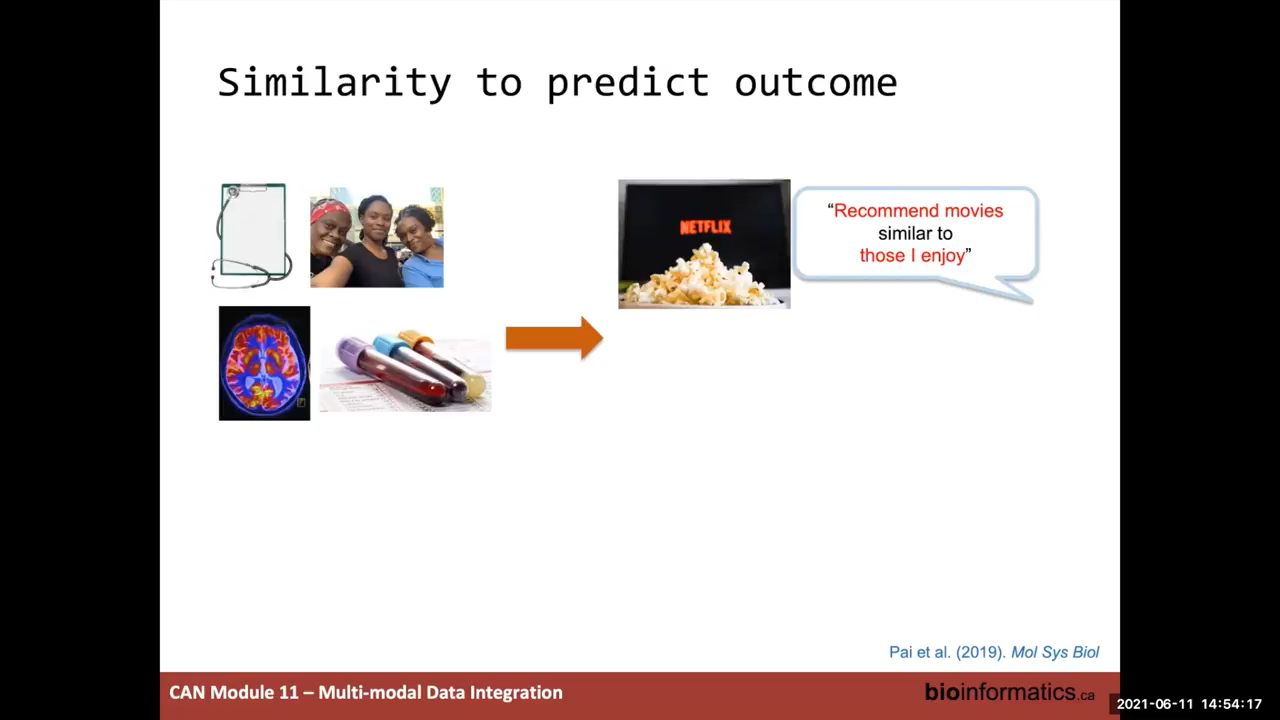 Similarity to predict outcome
NETFLIX
“Recommend movies
similar to
those I enjoy”
Pai et al. (2019). Mol Sys Biol
CAN Module 11 – Multi-modal Data Integration
bioinformatics.ca
2021-06-11 14:54:17